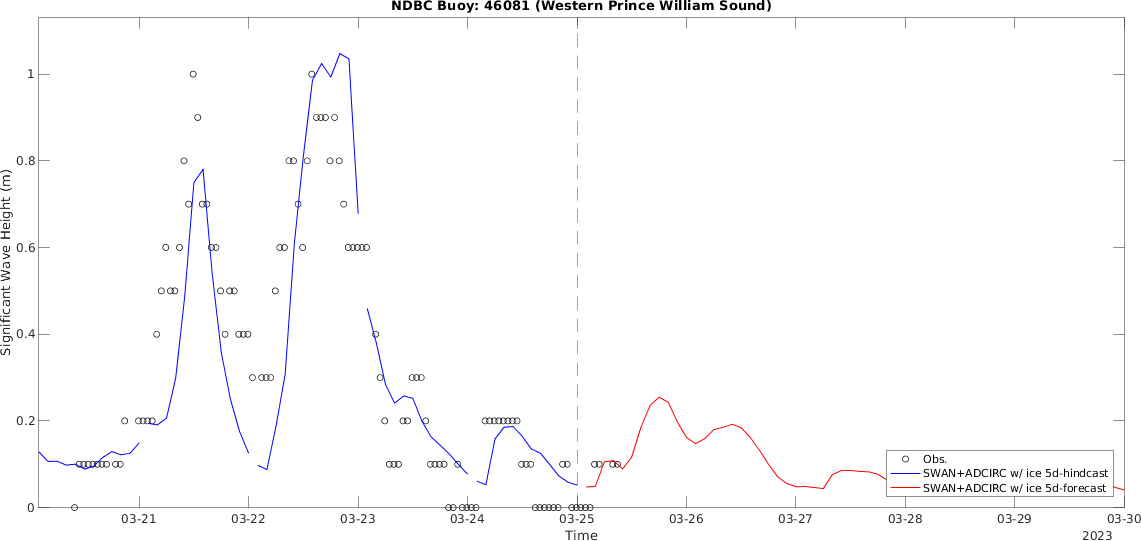 NDBC Buoy: 46081 (Western Prince William Sound)
Significant Wave Height (m)
1
0.8
0.6
0.4
0.2
0
Obs.
SWAN+ADCIRC w/ ice 5d-hindcast
SWAN+ADCIRC w/ ice 5d-forecast
03-21 03-22 03-23 03-24 03-25 03-26 03-27 03-28 03-29 03-30
Time
2023